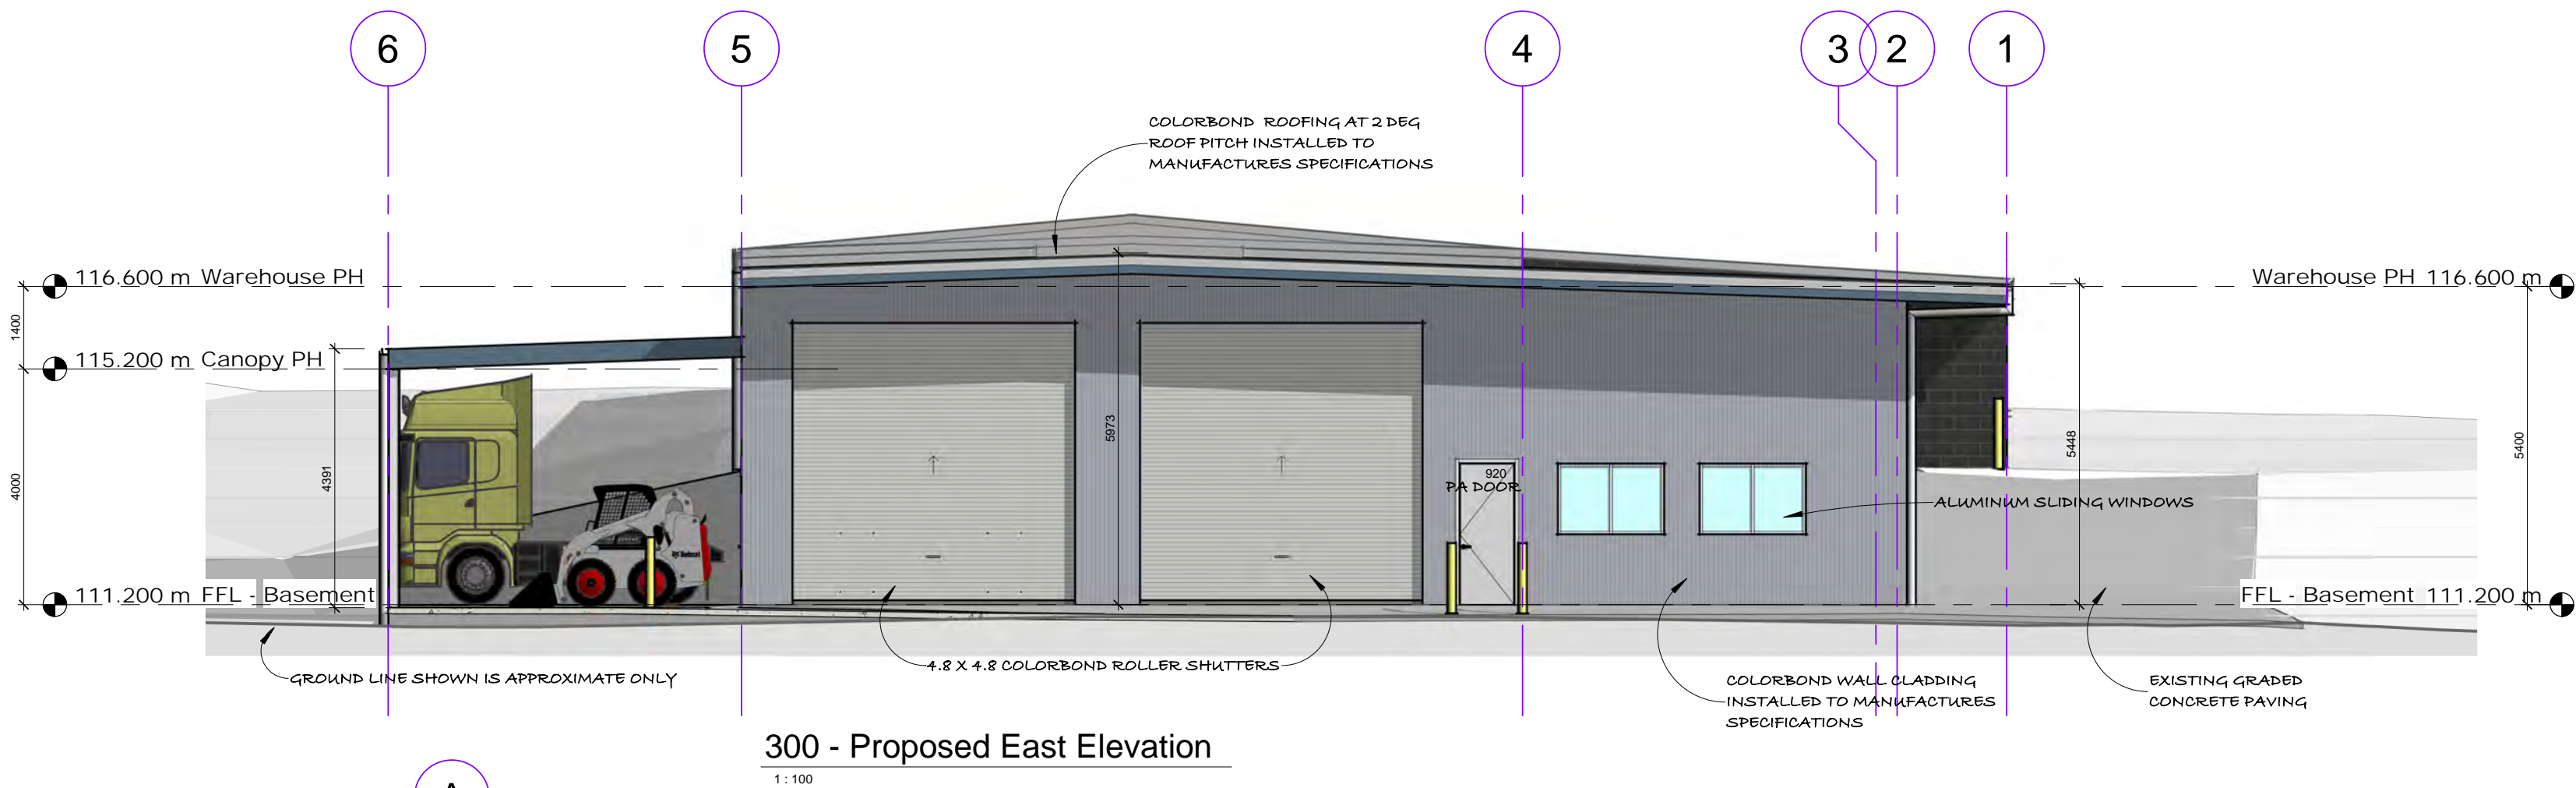 6
5
4
3
2
1
COLORBOND ROOFING AT 2 DEG
ROOF PITCH INSTALLED TO
MANUFACTURES SPECIFICATIONS
116.600 m Warehouse PH
Warehouse PH 116.600 m
1400
115.200 m Canopy PH
4000
4391
5973
5448
5400
920
PA DOOR
ALUMINUM SLIDING WINDOWS
111.200 m FFL - Basement
FFL - Basement 111.200 m
GROUND LINE SHOWN IS APPROXIMATE ONLY
4.8 X 4.8 COLORBOND ROLLER SHUTTERS
COLORBOND WALL CLADDING
INSTALLED TO MANUFACTURES
SPECIFICATIONS
EXISTING GRADED
CONCRETE PAVING
300 - Proposed East Elevation
1 : 100